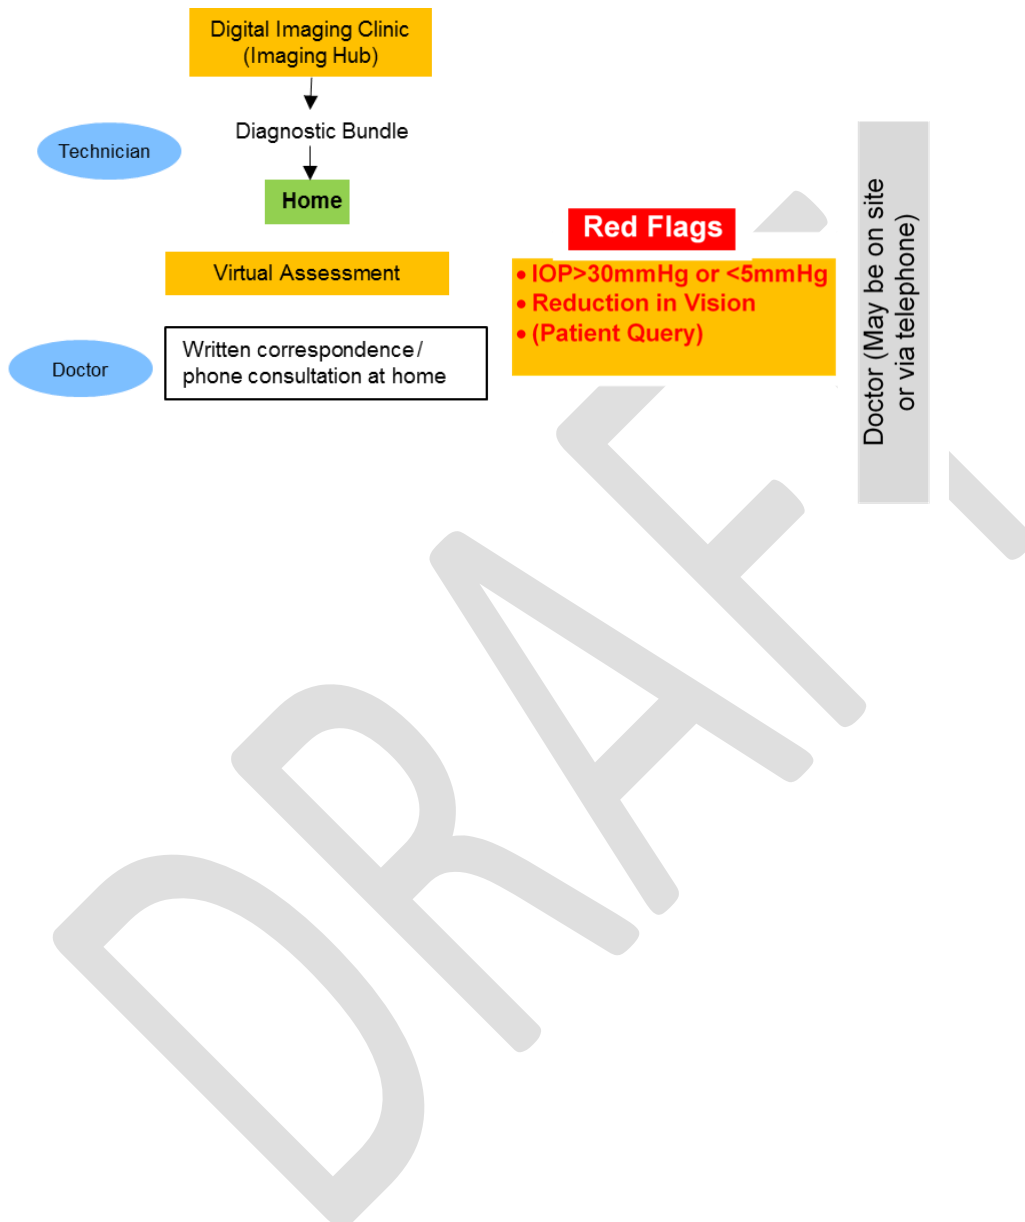 Digital Imaging Clinic
(Imaging Hub)
Diagnostic Bundle
Technician
Home
Virtual Assessment
Doctor
Written correspondence/
phone consultation at home
Red Flags
• IOP>30mmHg or <5mmHg
• Reduction in Vision
• (Patient Query)
Doctor (May be on site
or via telephone)
DRAFT